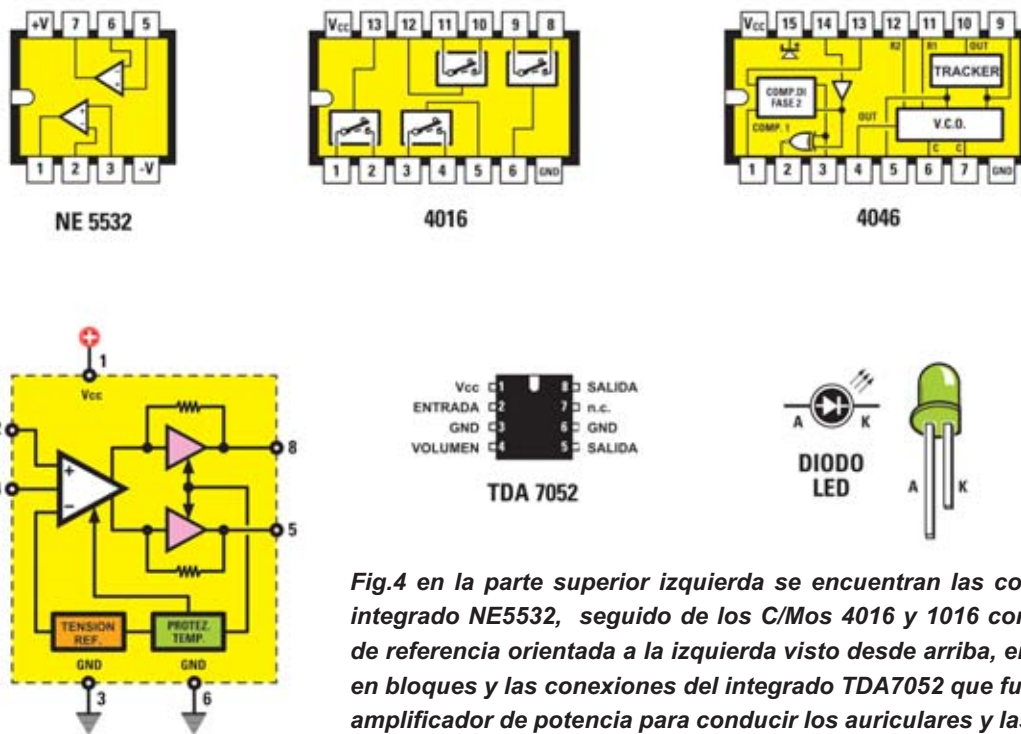 +V 7 6 5
1 2 3 -V
NE 5532
VCC 13 12 11 10 9 8
1 2 3 4 5 6 GND
4016
VCC 15 14 13 12 11 10 9
R2 R1 OUT
TRACKER
COMP.DI
FASE 2
COMP. 1
OUT
V.C.O.
C C
1 2 3 4 5 6 7 GND
4046
1
Vcc
2
8
5
TENSIÓN
REF.
PROTEZ.
TEMP.
GND GND
3 6
Vcc 1 8 SALIDA
ENTRADA 2 7 n.c.
GND 3 6 GND
VOLUMEN 4 5 SALIDA
TDA 7052
A K
DIODO
LED
A K
Fig.4 en la parte superior izquierda se encuentran las co
integrado NE5532, seguido de los C/Mos 4016 y 1016 con
de referencia orientada a la izquierda visto desde arriba, el
en bloques y las conexiones del integrado TDA7052 que fu
amplificador de potencia para conducir los auriculares y las